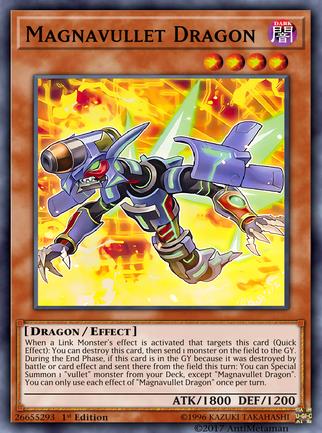 MAGNAVULLET DRAGON
DARK
闇
[DRAGON / EFFECT]
When a Link Monster's effect is activated that targets this card (Quick
Effect): You can destroy this card, then send 1 monster on the field to the GY.
During the End Phase, if this card is in the GY because it was destroyed by
battle or card effect and sent there from the field this turn: You can Special
Summon 1 "vullet" monster from your Deck, except "Magnavullet Dragon".
You can only use each effect of "Magnavullet Dragon" once per turn.
ATK/1800 DEF/1200
26655293 1st Edition ©1996 KAZUKI TAKAHASHI
©2017 AntiMetaman